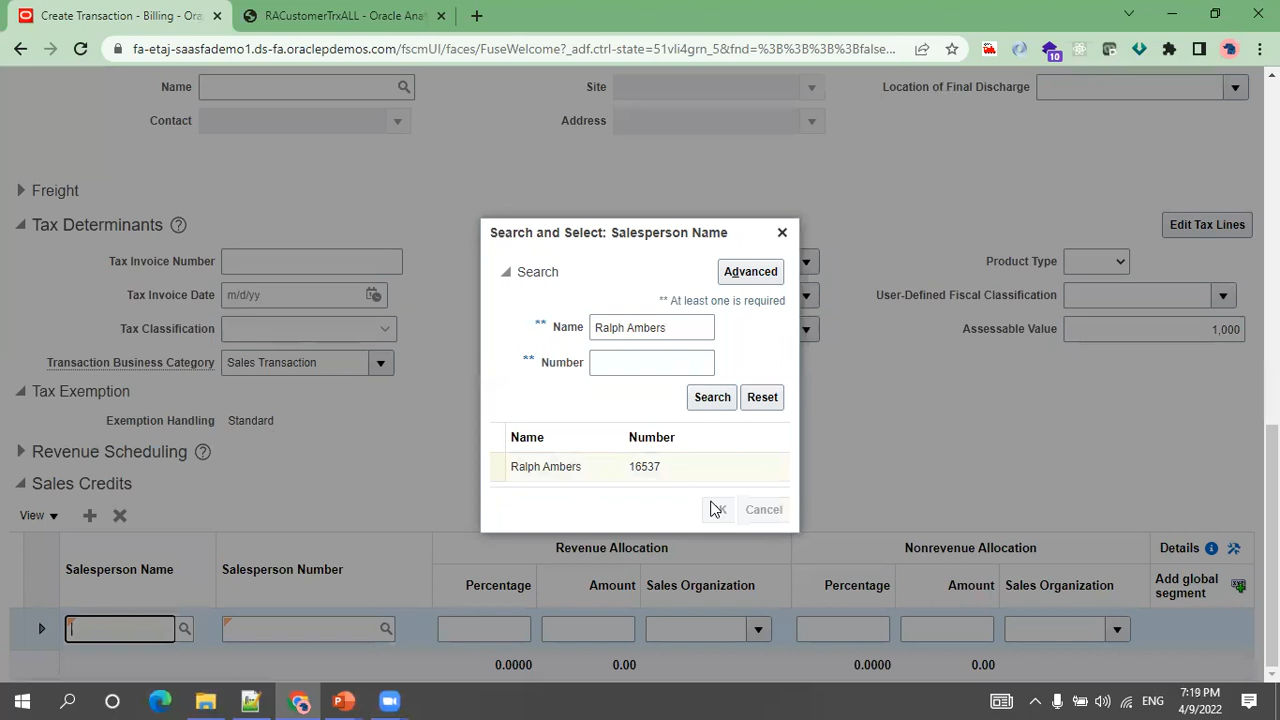 Create Transaction - Billing - Ora
RACustomerTrxALL - Oracle Anal
fa-etaj-saasfademo1.ds-fa.oraclepdemos.com/fscmUI/faces/FuseWelcome?_adf.ctrl-state=51vli4grn_5&fnd=%3B%3B%3B%3Bfalse...
10
Name
Site
Location of Final Discharge
Contact
Address
Freight
Tax Determinants
Edit Tax Lines
Tax Invoice Number
Product Type
Tax Invoice Date m/d/yy
User-Defined Fiscal Classification
Tax Classification
Assessable Value 1,000
Transaction Business Category Sales Transaction
Tax Exemption
Exemption Handling Standard
Revenue Scheduling
Sales Credits
View
Search and Select: Salesperson Name
Search
Advanced
** At least one is required
** Name Ralph Ambers
** Number
Search Reset
Name Number
Ralph Ambers 16537
Cancel
Revenue Allocation Nonrevenue Allocation Details
Salesperson Name Salesperson Number
Percentage Amount Sales Organization Percentage Amount Sales Organization
Add global segment
0.0000 0.00 0.0000 0.00
ENG
7:19 PM
4/9/2022